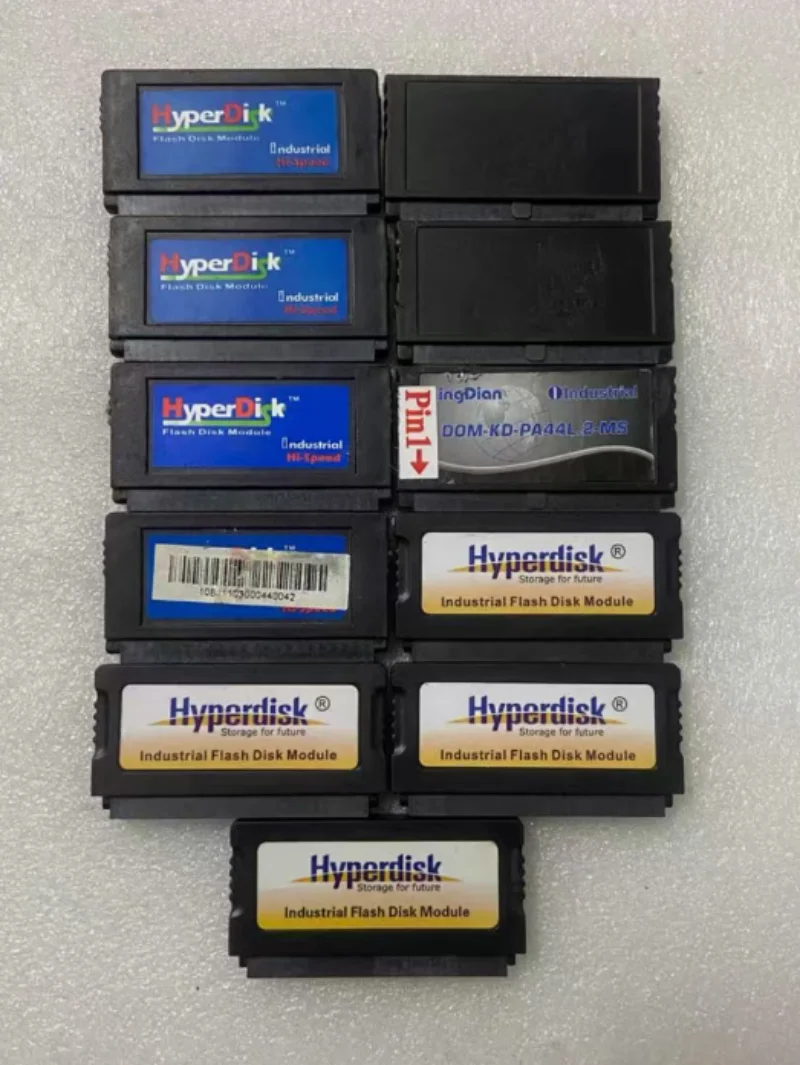 HyperDisk™
Flash Disk Module
Industrial
Hi-Speed
HyperDisk™
Flash Disk Module
Industrial
Hi-Speed
Pin1→
ingDian
Industrial
DOM-KD-PA44L-2-MS
HyperDisk™
Flash Disk Module
Industrial
Hi-Speed
TM
Hyperdisk®
Storage for future
Industrial Flash Disk Module
Hyperdisk®
Storage for future
Industrial Flash Disk Module
Hyperdisk®
Storage for future
Industrial Flash Disk Module
Hyperdisk
Storage for future
Industrial Flash Disk Module